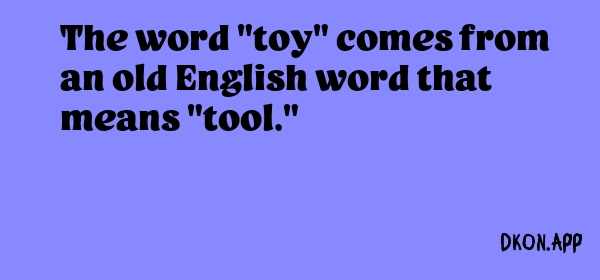 The word "toy" comes from
an old English word that
means "tool."
DKON.APP